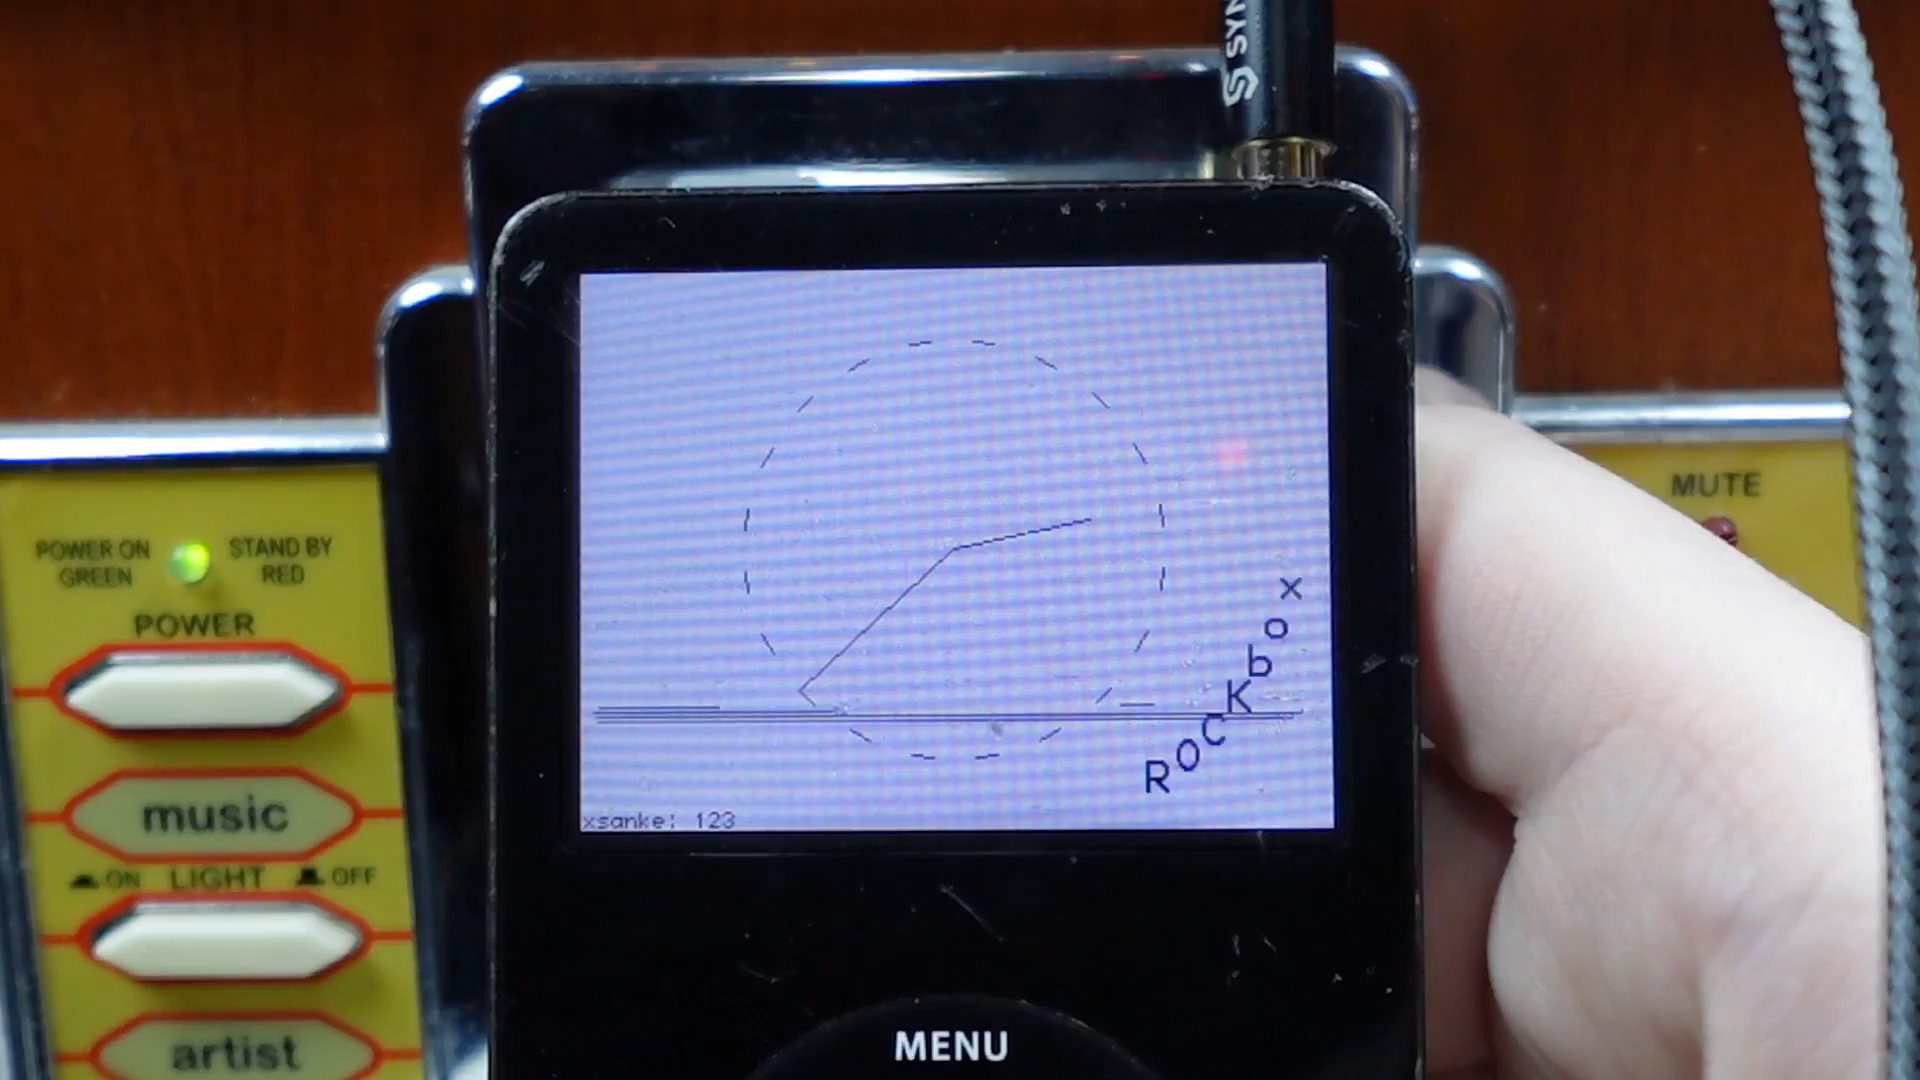 SYN
POWER ON
GREEN
STAND BY
RED
POWER
music
ON LIGHT OFF
artist
MUTE
ROCKbox
xsanke: 123
MENU